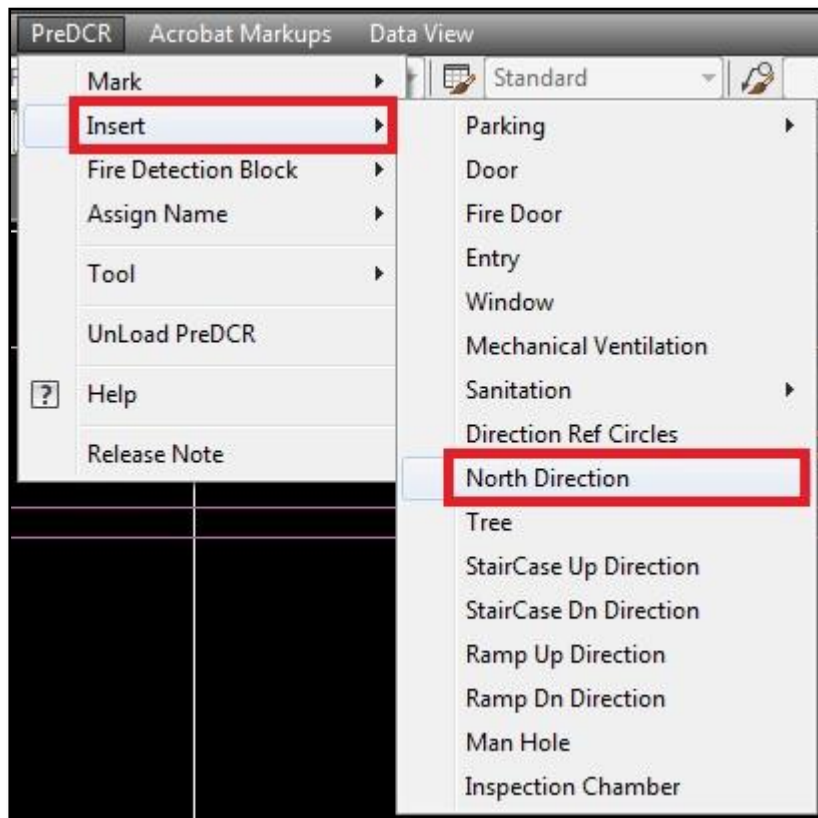 PreDCR Acrobat Markups Data View
Standard
Mark
Insert
Fire Detection Block
Assign Name
Tool
UnLoad PreDCR
? Help
Release Note
Parking
Door
Fire Door
Entry
Window
Mechanical Ventilation
Sanitation
Direction Ref Circles
North Direction
Tree
StairCase Up Direction
StairCase Dn Direction
Ramp Up Direction
Ramp Dn Direction
Man Hole
Inspection Chamber